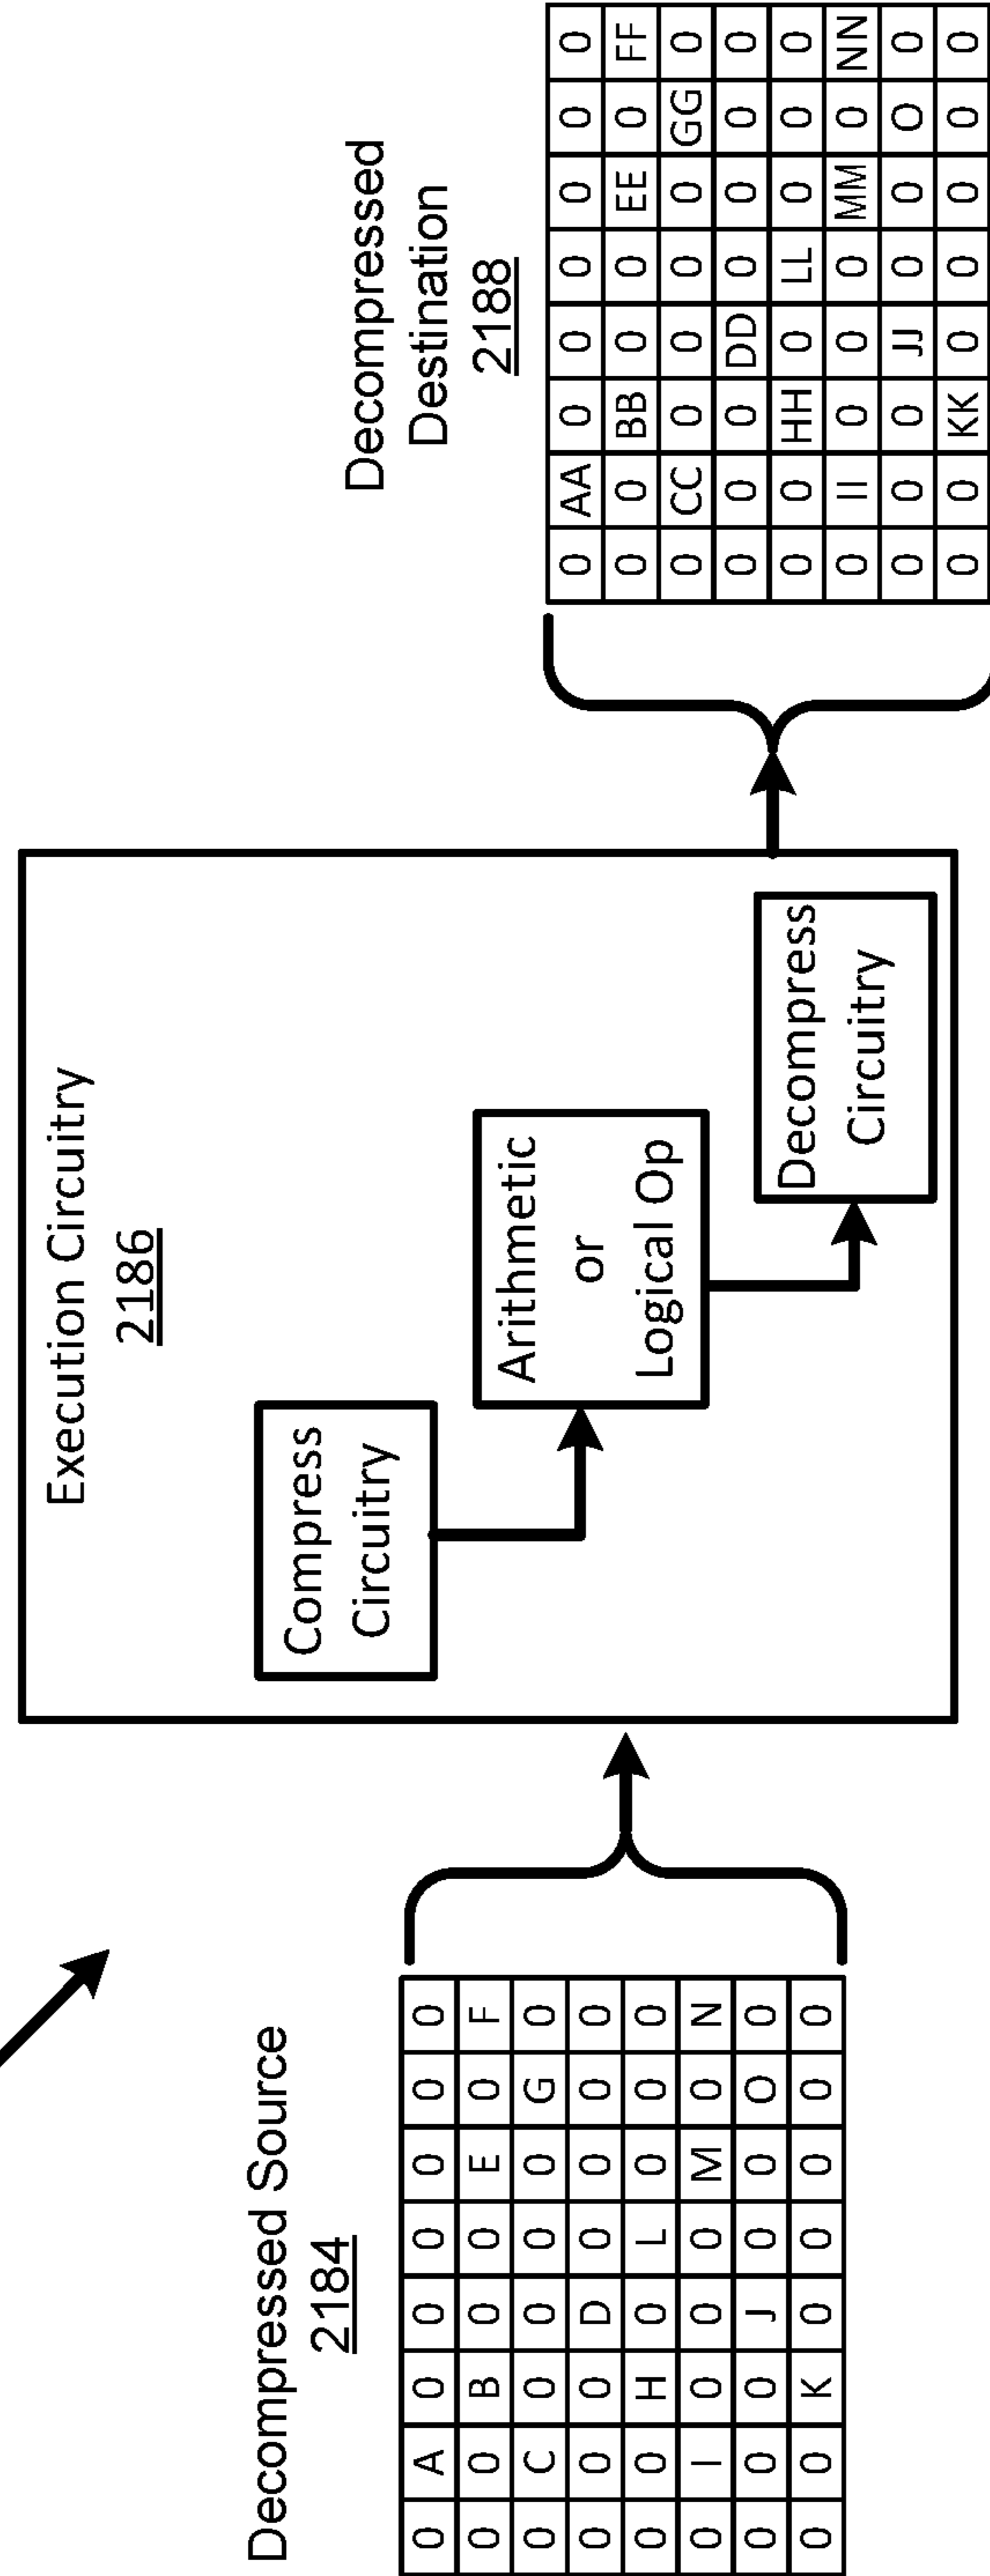 Decompressed Source
2184
0 A 0 0 0 0 0 0
0 0 B 0 0 E 0 F
0 C 0 0 0 0 G 0
0 0 0 D 0 0 0 0
0 0 H 0 L 0 0 0
0 I 0 0 0 M 0 N
0 0 0 J 0 0 O 0
0 0 K 0 0 0 0 0
Execution Circuitry
2186
Compress
Circuitry
Arithmetic
or
Logical Op
Decompress
Circuitry
Decompressed
Destination
2188
0 AA 0 0 0 0 0 0
0 0 BB 0 0 EE 0 FF
0 CC 0 0 0 0 GG 0
0 0 0 DD 0 0 0 0
0 0 HH 0 LL 0 0 0
0 II 0 0 0 MM 0 NN
0 0 0 JJ 0 0 O 0
0 0 KK 0 0 0 0 0